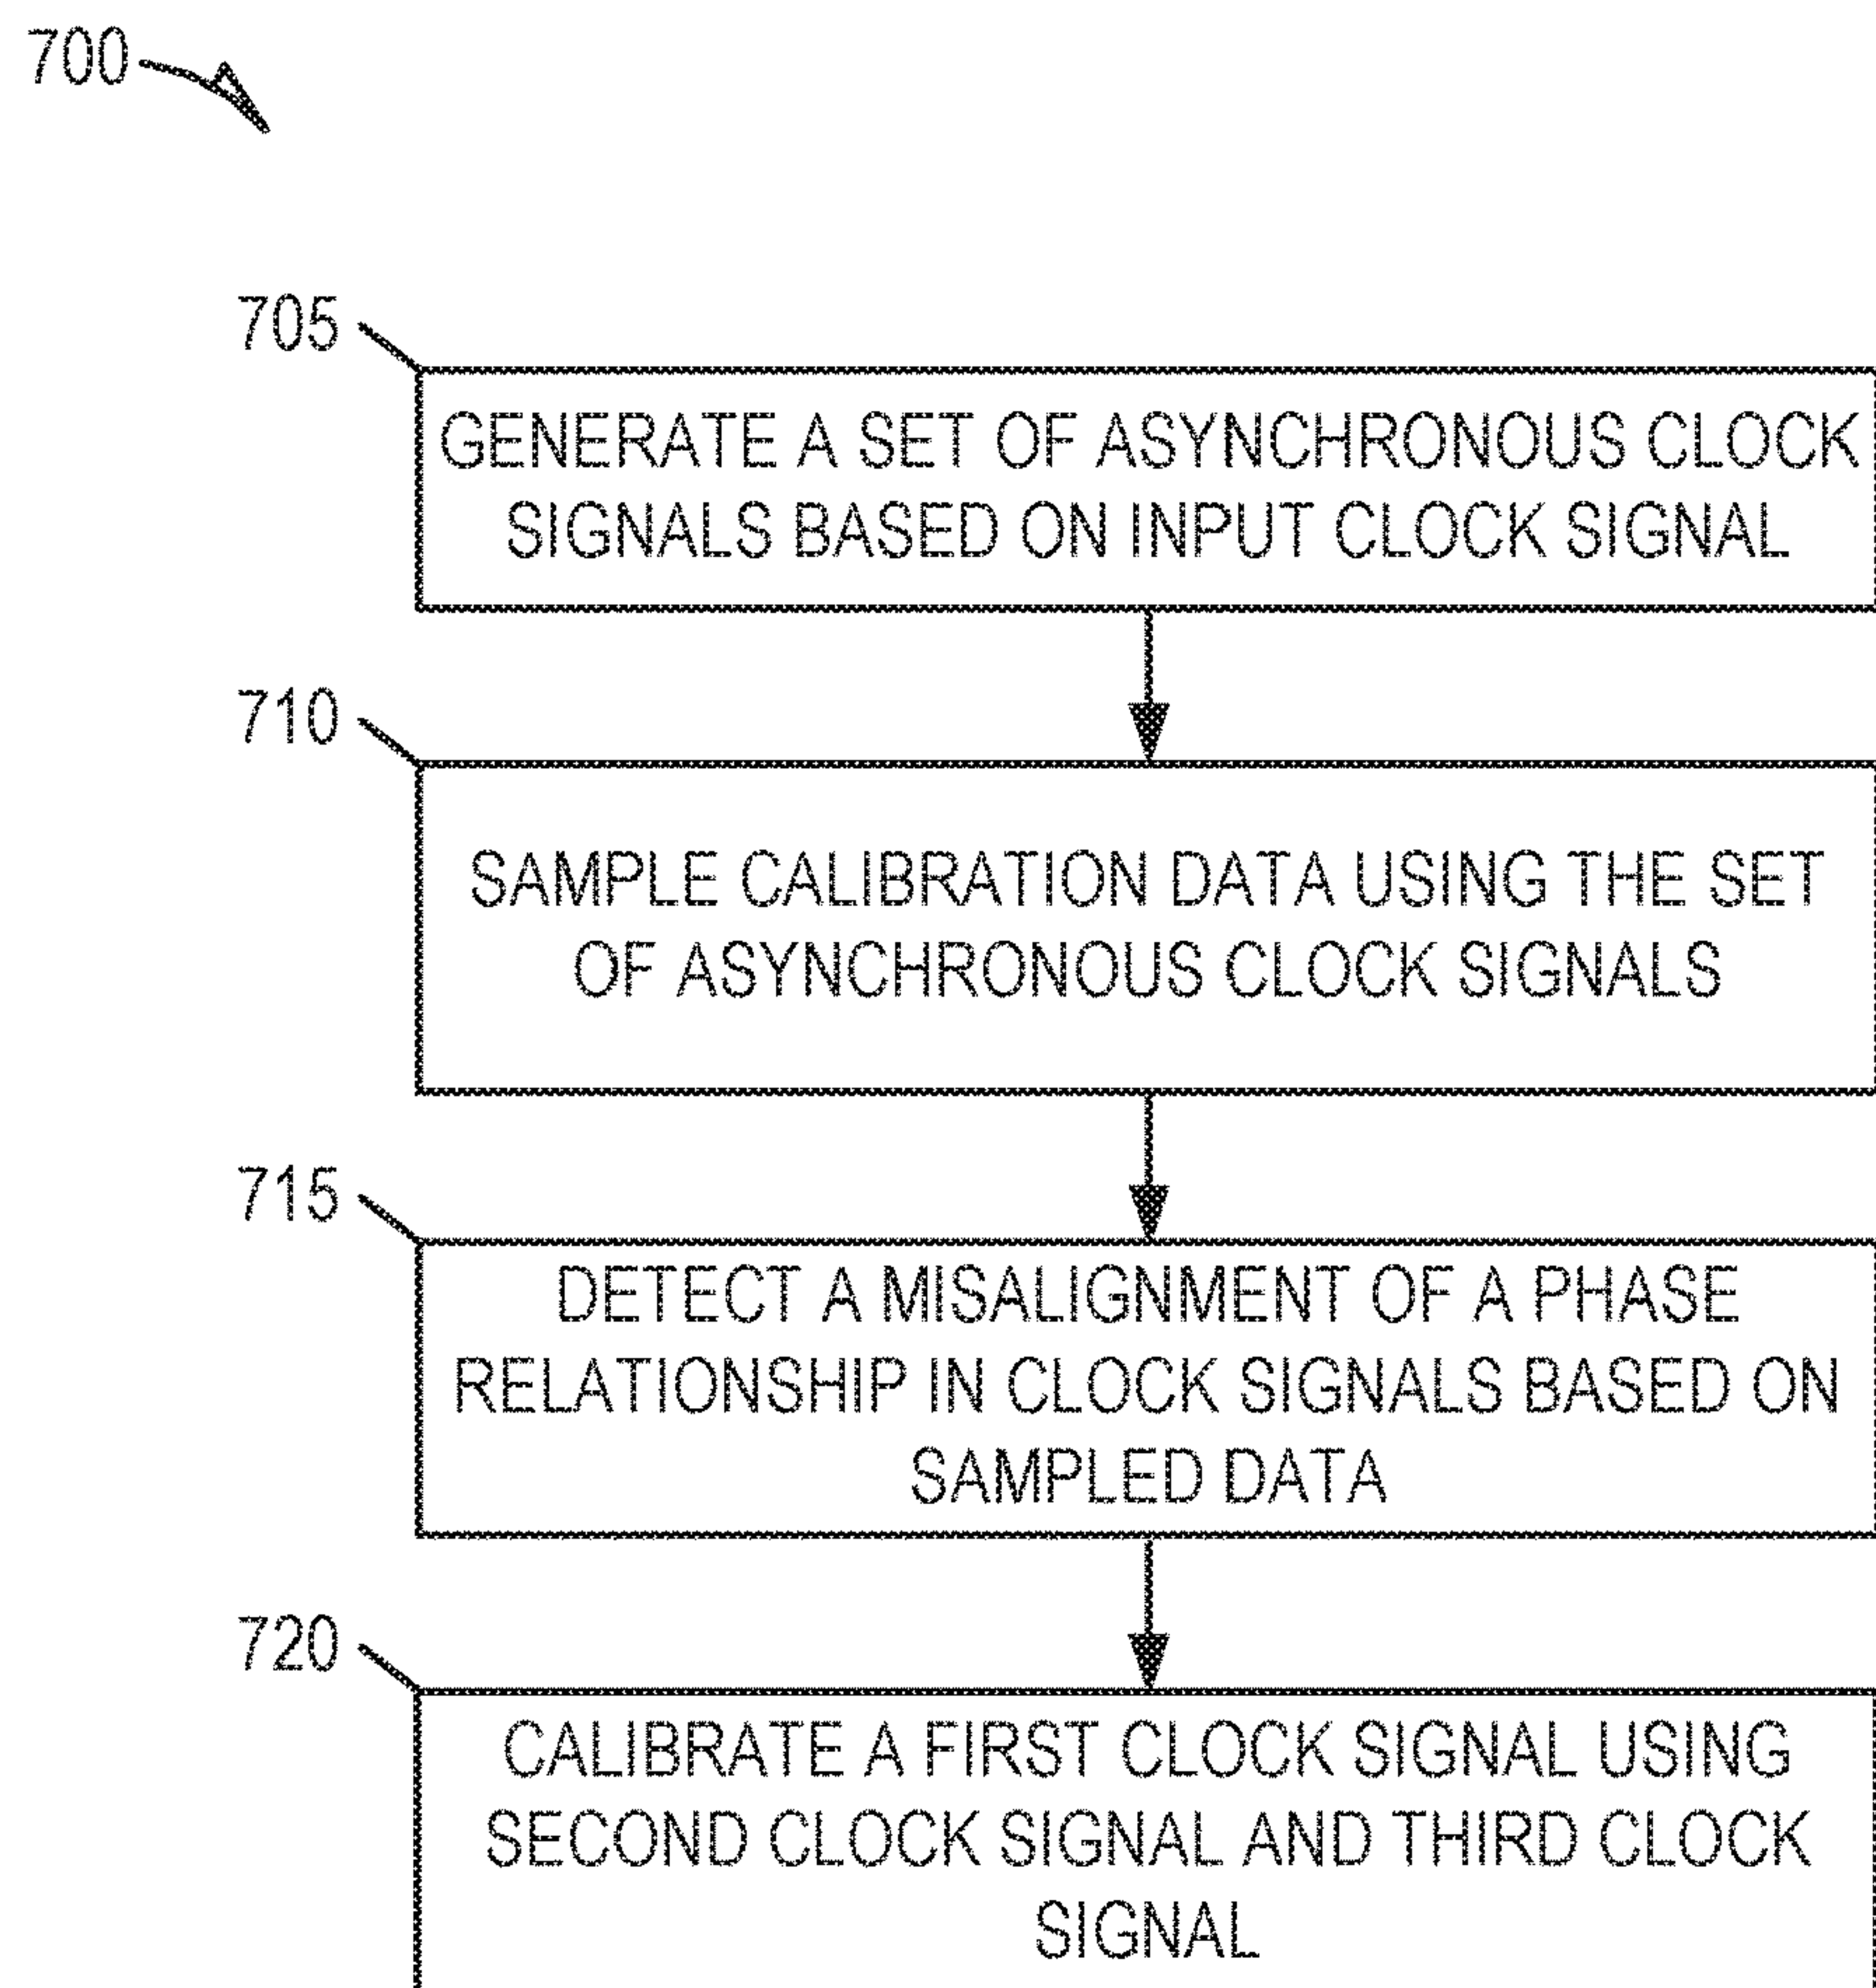 700
705
GENERATE A SET OF ASYNCHRONOUS CLOCK
SIGNALS BASED ON INPUT CLOCK SIGNAL
710
SAMPLE CALIBRATION DATA USING THE SET
OF ASYNCHRONOUS CLOCK SIGNALS
715
DETECT A MISALIGNMENT OF A PHASE
RELATIONSHIP IN CLOCK SIGNALS BASED ON
SAMPLED DATA
720
CALIBRATE A FIRST CLOCK SIGNAL USING
SECOND CLOCK SIGNAL AND THIRD CLOCK
SIGNAL